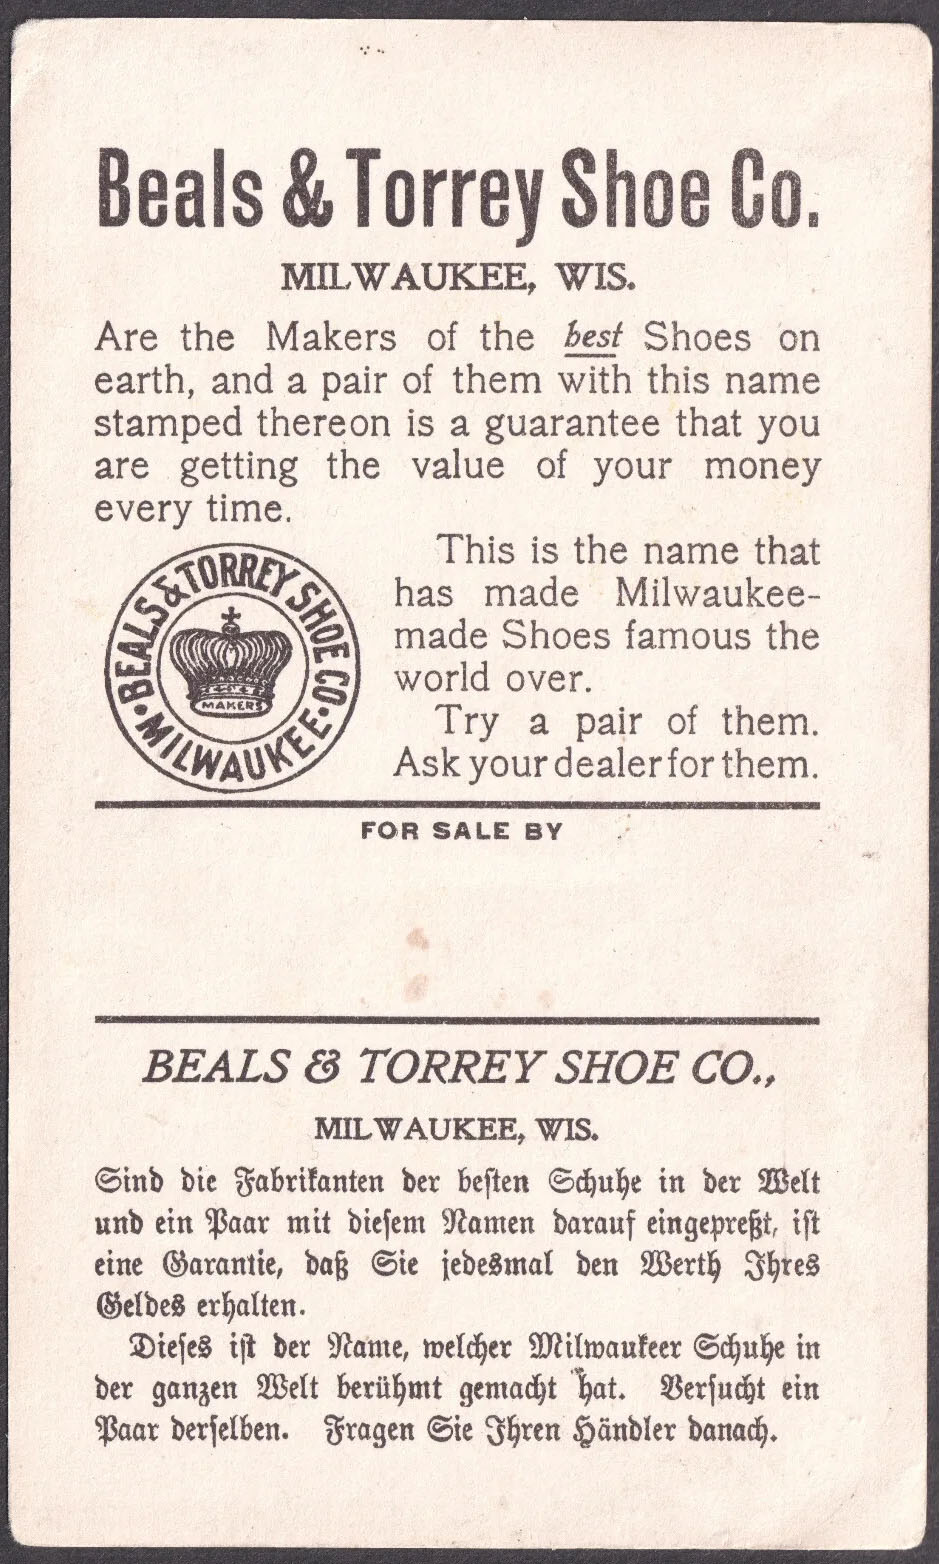 Beals & Torrey Shoe Co.
MILWAUKEE, WIS.
Are the Makers of the best Shoes on
earth, and a pair of them with this name
stamped thereon is a guarantee that you
are getting the value of your money
every time.
BEALS & TORREY SHOE CO.
MAKERS
• MILWAUKEE •
This is the name that
has made Milwaukee-
made Shoes famous the
world over.
Try a pair of them.
Ask your dealer for them.
FOR SALE BY
BEALS & TORREY SHOE CO.,
MILWAUKEE, WIS.
Sind die Fabrikanten der besten Schuhe in der Welt
und ein Paar mit diesem Namen darauf eingepreßt, ist
eine Garantie, daß Sie jedesmal den Werth Ihres
Geldes erhalten.
Dieses ist der Name, welcher Milwaukeer Schuhe in
der ganzen Welt berühmt gemacht hat. Versucht ein
Paar derselben. Fragen Sie Ihren Händler danach.